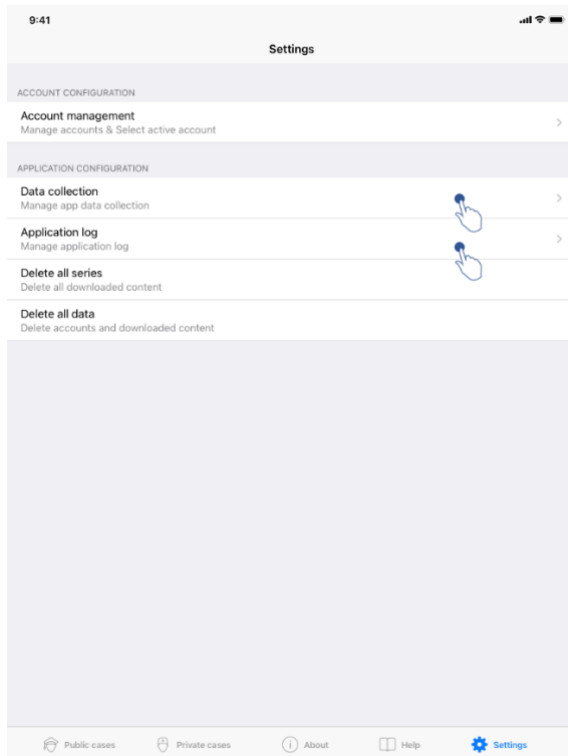 9:41
Settings
ACCOUNT CONFIGURATION
Account management
Manage accounts & Select active account
APPLICATION CONFIGURATION
Data collection
Manage app data collection
Application log
Manage application log
Delete all series
Delete all downloaded content
Delete all data
Delete accounts and downloaded content
Public cases Private cases About Help Settings